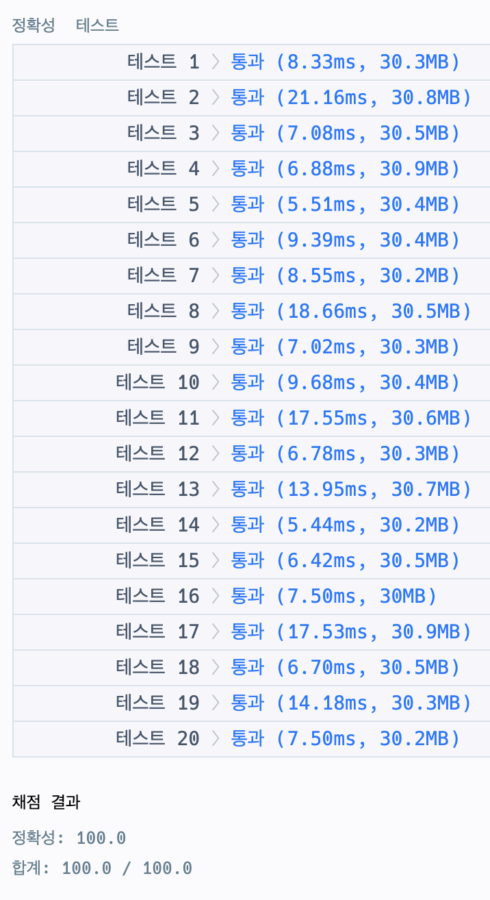 정확성 테스트
테스트 1 > 통과 (8.33ms, 30.3MB)
테스트 2 > 통과 (21.16ms, 30.8MB)
테스트 3 > 통과 (7.08ms, 30.5MB)
테스트 4 > 통과 (6.88ms, 30.9MB)
테스트 5 > 통과 (5.51ms, 30.4MB)
테스트 6 > 통과 (9.39ms, 30.4MB)
테스트 7 > 통과 (8.55ms, 30.2MB)
테스트 8 > 통과 (18.66ms, 30.5MB)
테스트 9 > 통과 (7.02ms, 30.3MB)
테스트 10 > 통과 (9.68ms, 30.4MB)
테스트 11 > 통과 (17.55ms, 30.6MB)
테스트 12 > 통과 (6.78ms, 30.3MB)
테스트 13 > 통과 (13.95ms, 30.7MB)
테스트 14 > 통과 (5.44ms, 30.2MB)
테스트 15 > 통과 (6.42ms, 30.5MB)
테스트 16 > 통과 (7.50ms, 30MB)
테스트 17 > 통과 (17.53ms, 30.9MB)
테스트 18 > 통과 (6.70ms, 30.5MB)
테스트 19 > 통과 (14.18ms, 30.3MB)
테스트 20 > 통과 (7.50ms, 30.2MB)
채점 결과
정확성: 100.0
합계: 100.0 / 100.0